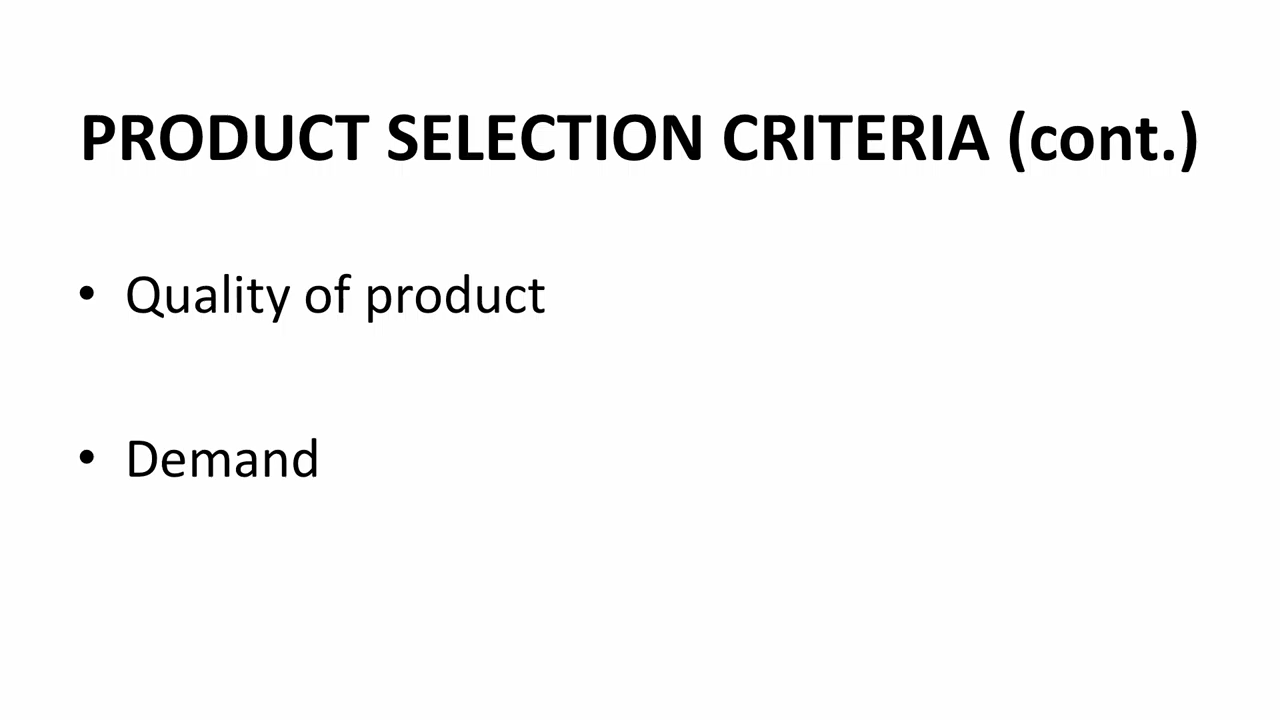 PRODUCT SELECTION CRITERIA (cont.)
• Quality of product
• Demand